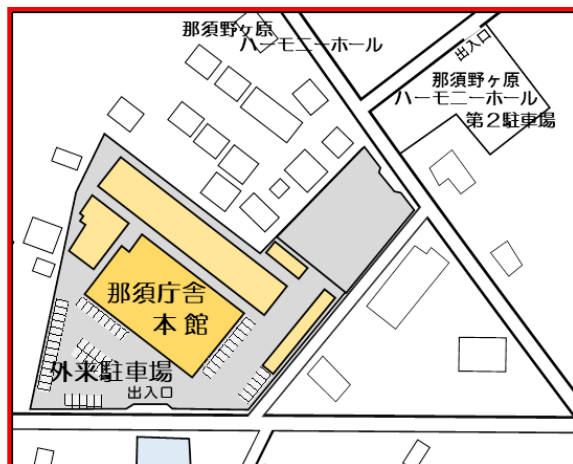 那須野ヶ原
ハーモニーホール
出入口
那須野ヶ原
ハーモニーホール
第2駐車場
那須庁舎
本館
外来駐車場
出入口